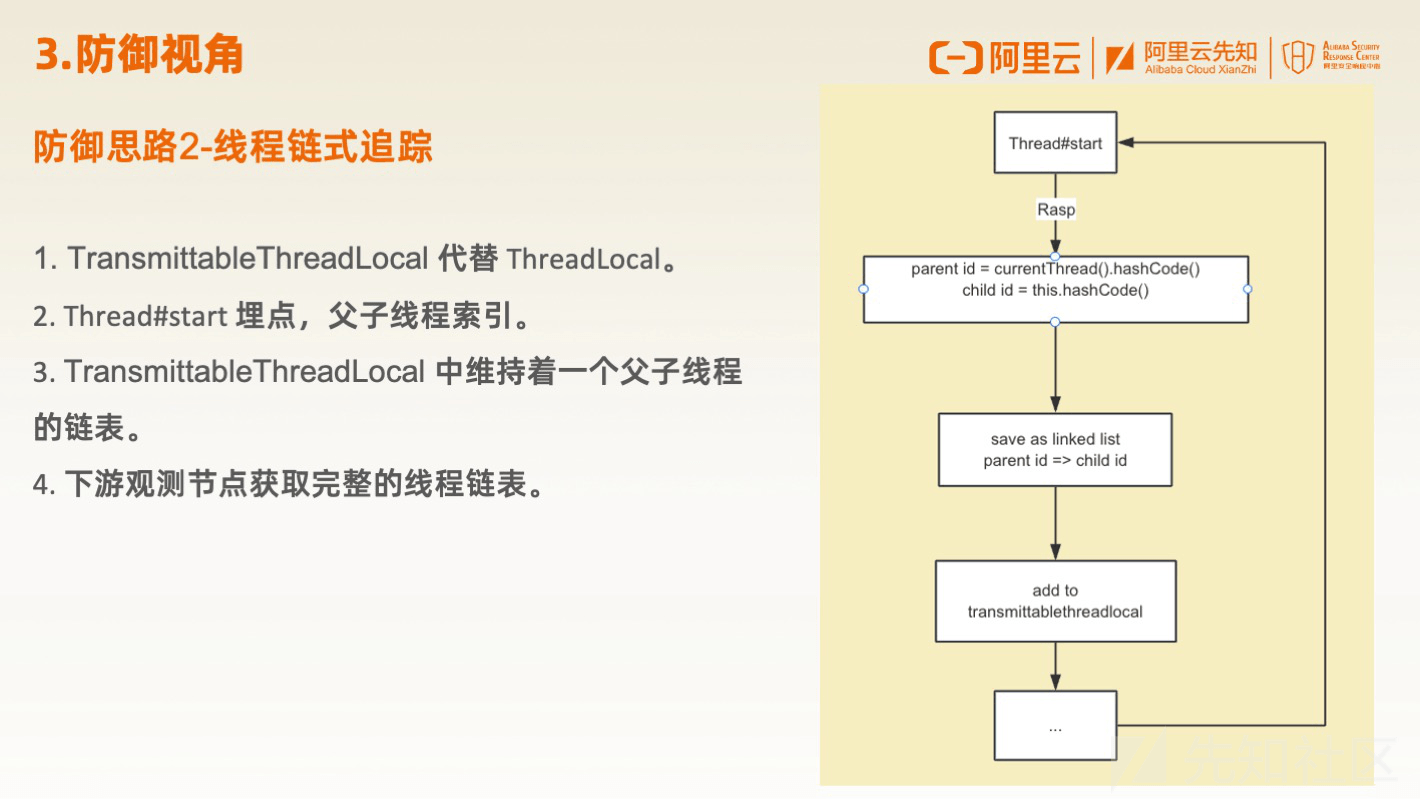 3.防御视角
阿里云
阿里云先知
Alibaba Cloud XianZhi
ALIBABA SECURITY
RESPONSE CENTER
阿里安全响应中心
防御思路2-线程链式追踪
1. TransmittableThreadLocal 代替 ThreadLocal。
2. Thread#start 埋点，父子线程索引。
3. TransmittableThreadLocal 中维持着一个父子线程
的链表。
4. 下游观测节点获取完整的线程链表。
Thread#start
Rasp
parent id = currentThread().hashCode()
child id = this.hashCode()
save as linked list
parent id => child id
add to
transmittablethreadlocal
...
先知社区